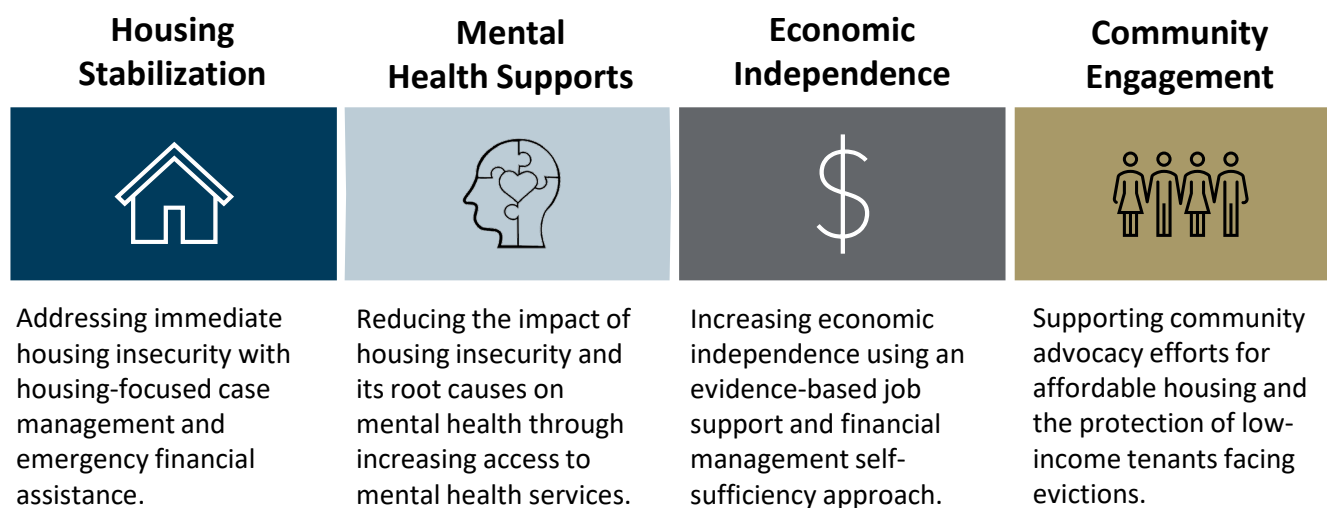 Housing
Stabilization
Mental
Health Supports
Economic
Independence
Community
Engagement
Addressing immediate
housing insecurity with
housing-focused case
management and
emergency financial
assistance.
Reducing the impact of
housing insecurity and
its root causes on
mental health through
increasing access to
mental health services.
Increasing economic
independence using an
evidence-based job
support and financial
management self-
sufficiency approach.
Supporting community
advocacy efforts for
affordable housing and
the protection of low-
income tenants facing
evictions.